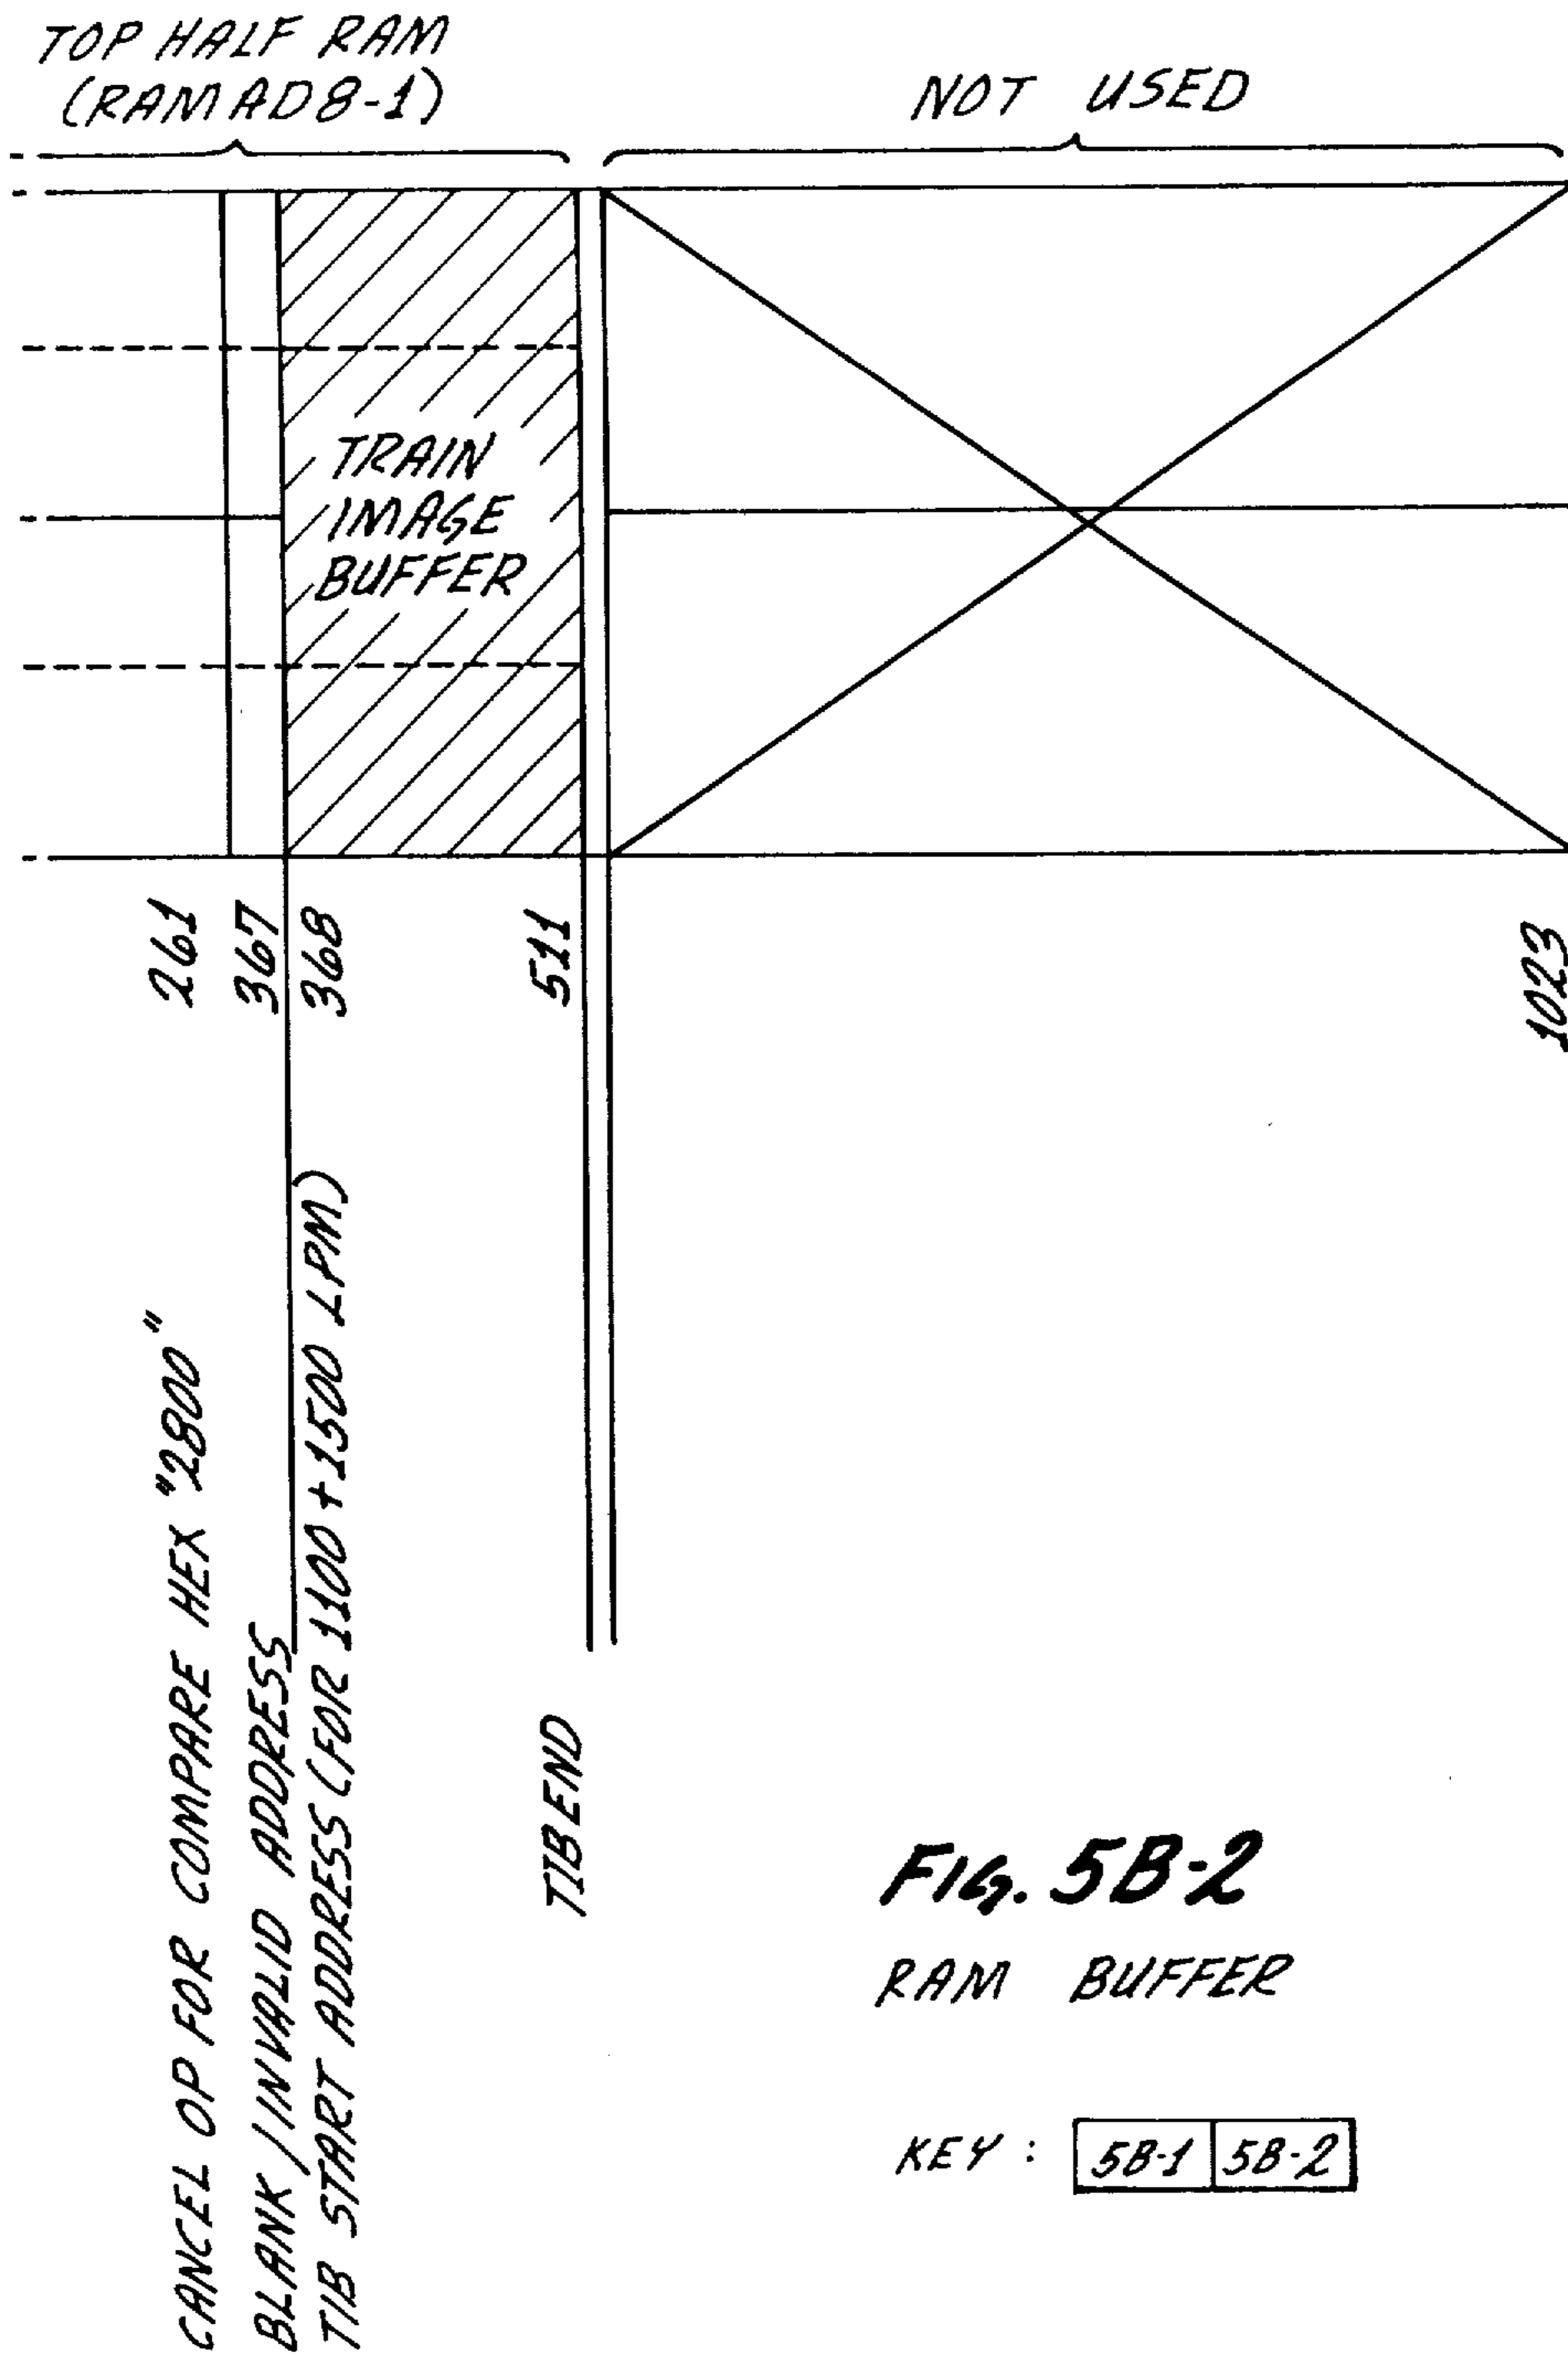 TOP HALF RAM
(RAMAD8-1)
NOT USED
TRAIN
IMAGE
BUFFER
261
367
368
511
1023
CANCEL OP FOR COMPARE HEX "2800"
BLANK/INVALID ADDRESS
TIB START ADDRESS (FOR 1100+1500 LPM)
TIB END
FIG. 5B-2
RAM BUFFER
KEY: 5B-1 5B-2